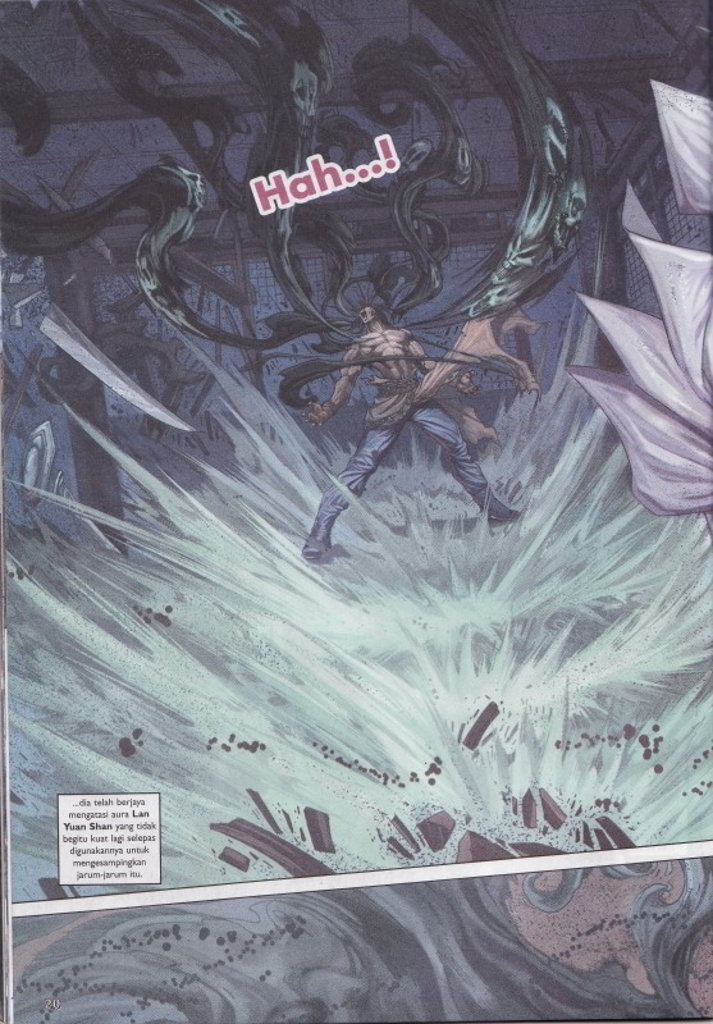 Hah....!
...dia telah berjaya
mengatasi aura Lan
Yuan Shan yang tidak
begitu kuat lagi selepas
digunakannya untuk
mengesampingkan
jarum-jarum itu.
20